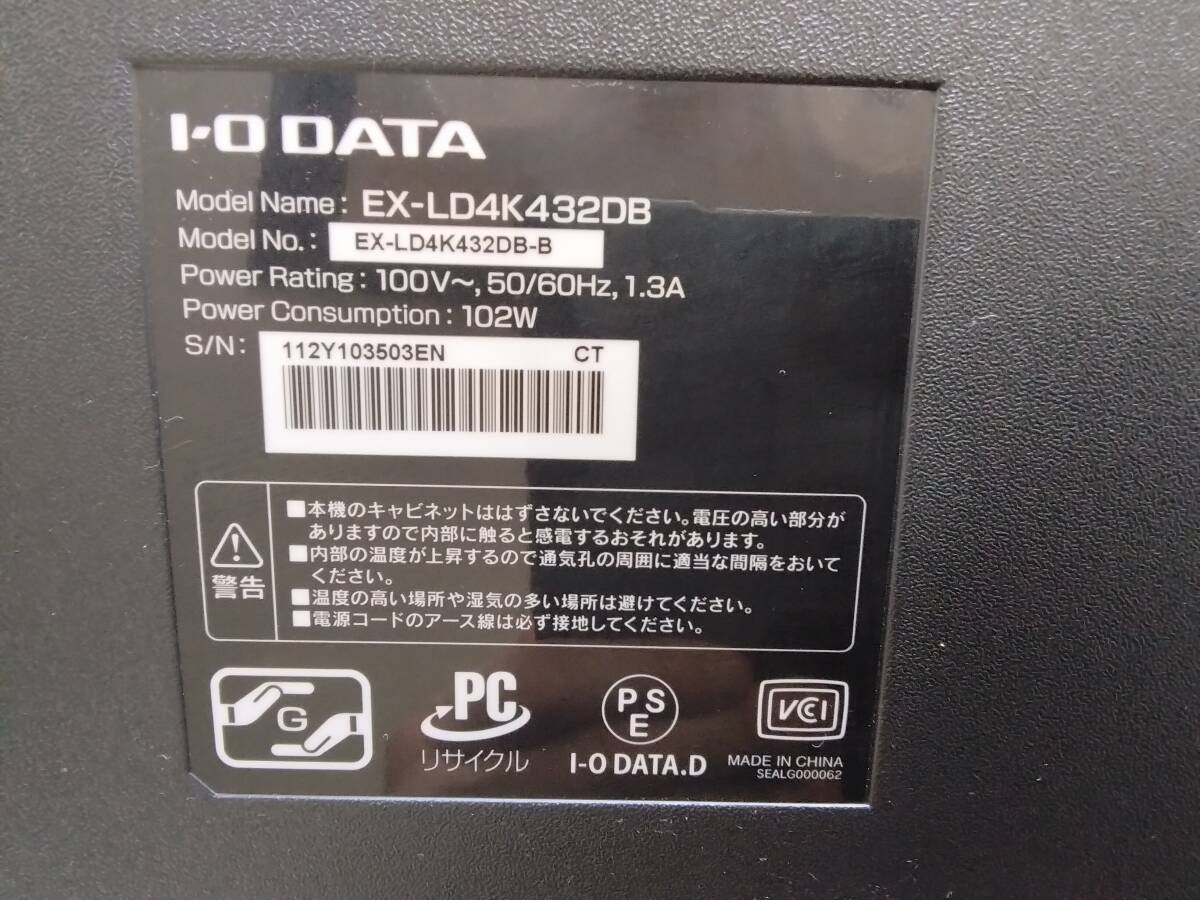 I-O DATA
Model Name: EX-LD4K432DB
Model No.: EX-LD4K432DB-B
Power Rating: 100V～, 50/60Hz, 1.3A
Power Consumption: 102W
S/N: 112Y103503EN CT
警告
■本機のキャビネットははずさないでください。電圧の高い部分が
ありますので内部に触ると感電するおそれがあります。
■内部の温度が上昇するので通気孔の周囲に適当な間隔をおいて
ください。
■温度の高い場所や湿気の多い場所は避けてください。
■電源コードのアース線は必ず接地してください。
G
PC
リサイクル
P S
E
I-O DATA.D
VCI
MADE IN CHINA
SEALG000062